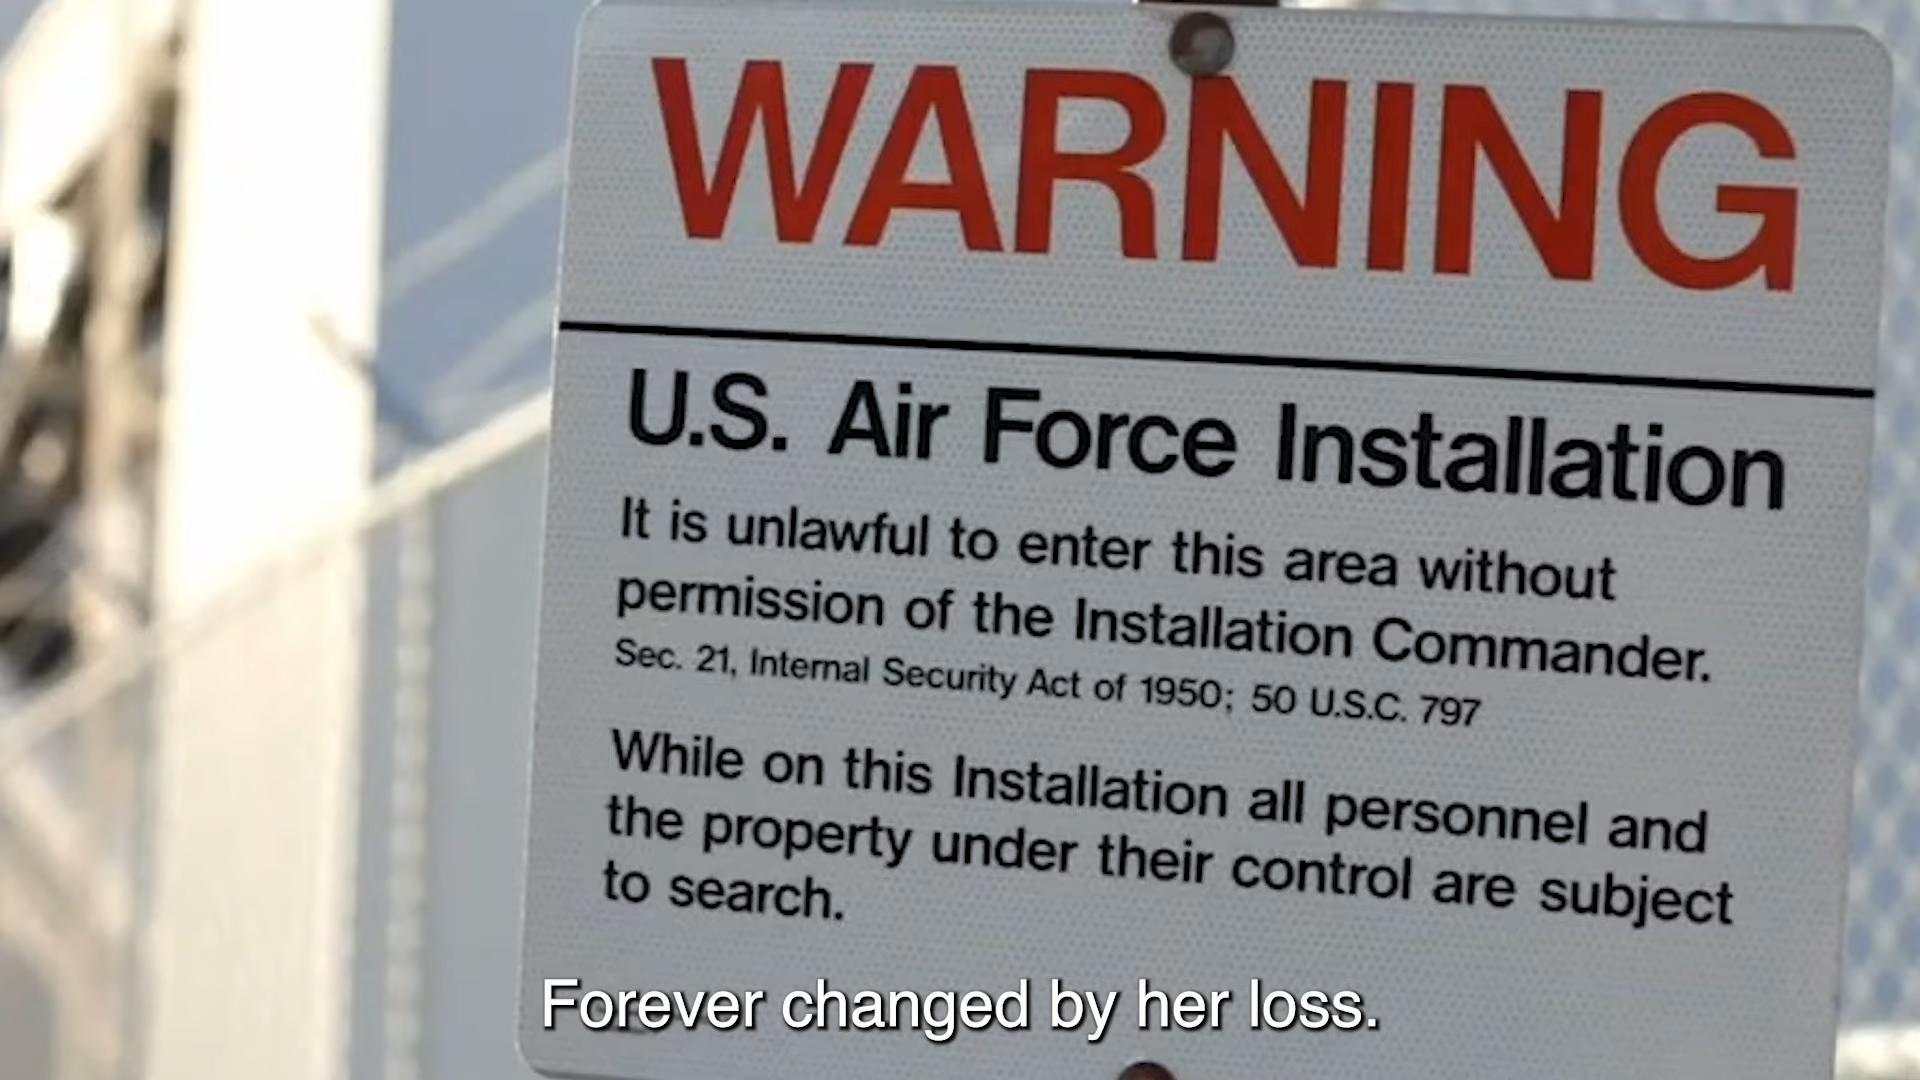 WARNING
U.S. Air Force Installation
It is unlawful to enter this area without
permission of the Installation Commander.
Sec. 21, Internal Security Act of 1950; 50 U.S.C. 797
While on this Installation all personnel and
the property under their control are subject
to search.
Forever changed by her loss.